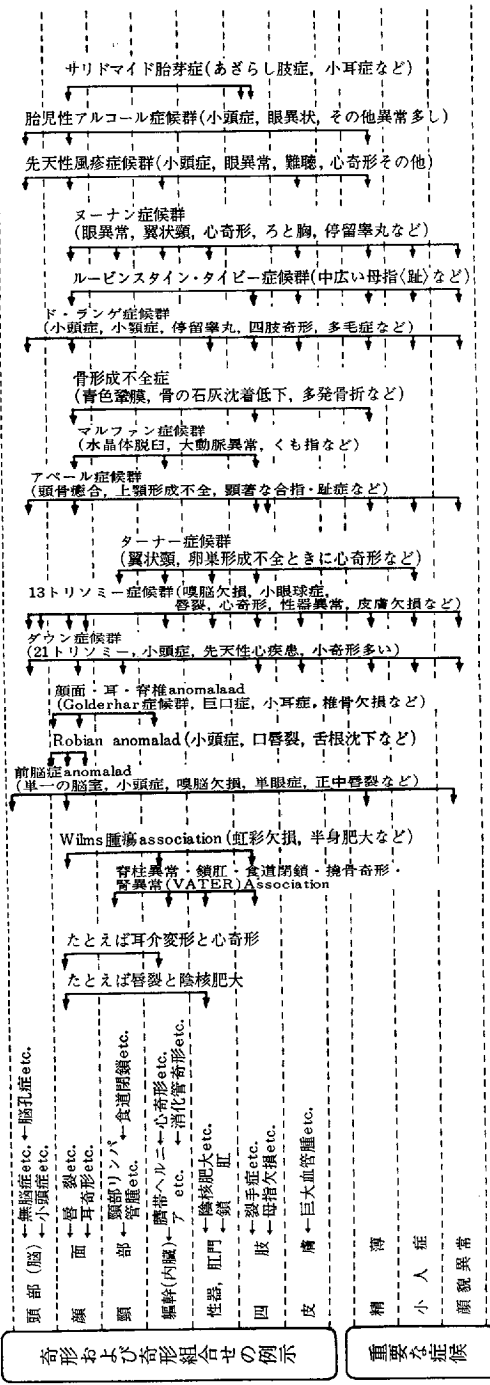 サリドマイド胎芽症(あざらし肢症, 小耳症など)
胎児性アルコール症候群(小頭症, 眼異状, その他異常多し)
先天性風疹症候群(小頭症, 眼異常, 難聴, 心奇形その他)
ヌーナン症候群
(眼異常, 翼状頸, 心奇形, ろと胸, 停留睾丸など)
ルービンスタイン・タイビー症候群(巾広い母指〈趾〉など)
ド・ランゲ症候群
(小頭症, 小顎症, 停留睾丸, 四肢奇形, 多毛症など)
骨形成不全症
(青色鞏膜, 骨の石灰沈着低下, 多発骨折など)
マルファン症候群
(水晶体脱臼, 大動脈異常, くも指など)
アペール症候群
(頭骨癒合, 上顎形成不全, 顕著な合指・趾症など)
ターナー症候群
(翼状頸, 卵巣形成不全ときに心奇形など)
13トリソミー症候群(嗅脳欠損, 小眼球症,
唇裂, 心奇形, 性器異常, 皮膚欠損など)
ダウン症候群
(21トリソミー, 小頭症, 先天性心疾患, 小奇形多い)
顔面・耳・脊椎anomalaad
(Golderhar症候群, 巨口症, 小耳症, 椎骨欠損など)
Robian anomalad(小頭症, 口唇裂, 舌根沈下など)
前脳症anomalad
(単一の脳室, 小頭症, 嗅脳欠損, 単眼症, 正中唇裂など)
Wilms腫瘍association(虹彩欠損, 半身肥大など)
脊柱異常・鎖肛・食道閉鎖・撓骨奇形・
腎異常(VATER)Association
たとえば耳介変形と心奇形
たとえば唇裂と陰核肥大
頭部(脳)←無脳症etc.←脳孔症etc.
←小頭症etc.
顔面←唇裂etc.
←耳奇形etc.
頸部 頸部リンパ管腫etc.←食道閉鎖etc.
軀幹(内臓)←臍帯ヘルニア etc.←心奇形etc.
←消化管奇形etc.
性器, 肛門←陰核肥大etc.
←鎖肛
四肢←裂手症etc.
←母指欠損etc.
皮膚←巨大血管腫etc.
精薄
小人症
顔貌異常
奇形および奇形組合せの例示
重要な症候